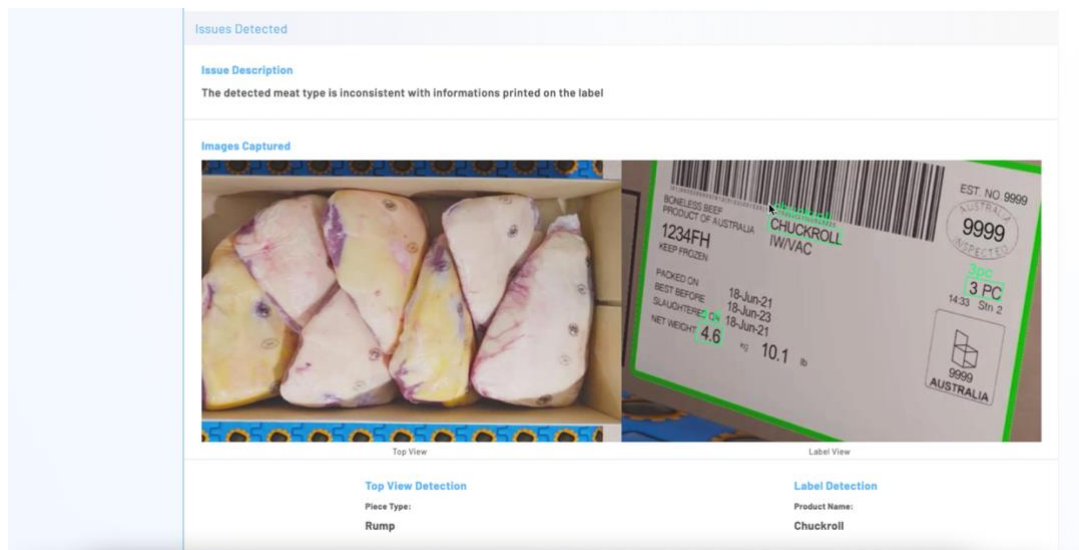 Issues Detected
Issue Description
The detected meat type is inconsistent with informations printed on the label
Images Captured
EST. NO 9999
AUSTRALIA
9999
INSPECTED
BONELESS BEEF
PRODUCT OF AUSTRALIA
1234FH
KEEP FROZEN
CHUCKROLL
IW/VAC
3pc
3 PC
14:33 Stn 2
PACKED ON 18-Jun-21
BEST BEFORE 18-Jun-23
SLAUGHTERED ON 18-Jun-21
NET WEIGHT 4.6 kg 10.1 lb
9999
AUSTRALIA
Top View
Label View
Top View Detection
Label Detection
Piece Type:
Product Name:
Rump
Chuckroll